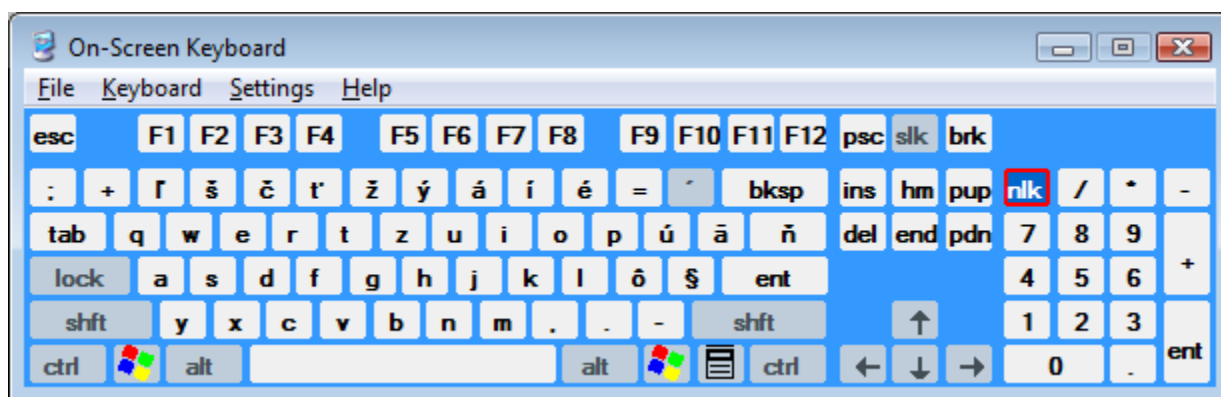 On-Screen Keyboard
File Keyboard Settings Help
esc F1 F2 F3 F4 F5 F6 F7 F8 F9 F10 F11 F12 psc slk brk
; + ľ š č ť ž ý á í é = ´ bksp ins hm pup nlk / * -
tab q w e r t z u i o p ú ä ň del end pdn 7 8 9 +
lock a s d f g h j k l ô § ent 4 5 6
shft y x c v b n m , . - shft ↑ 1 2 3 ent
ctrl alt alt ctrl ← ↓ → 0 .